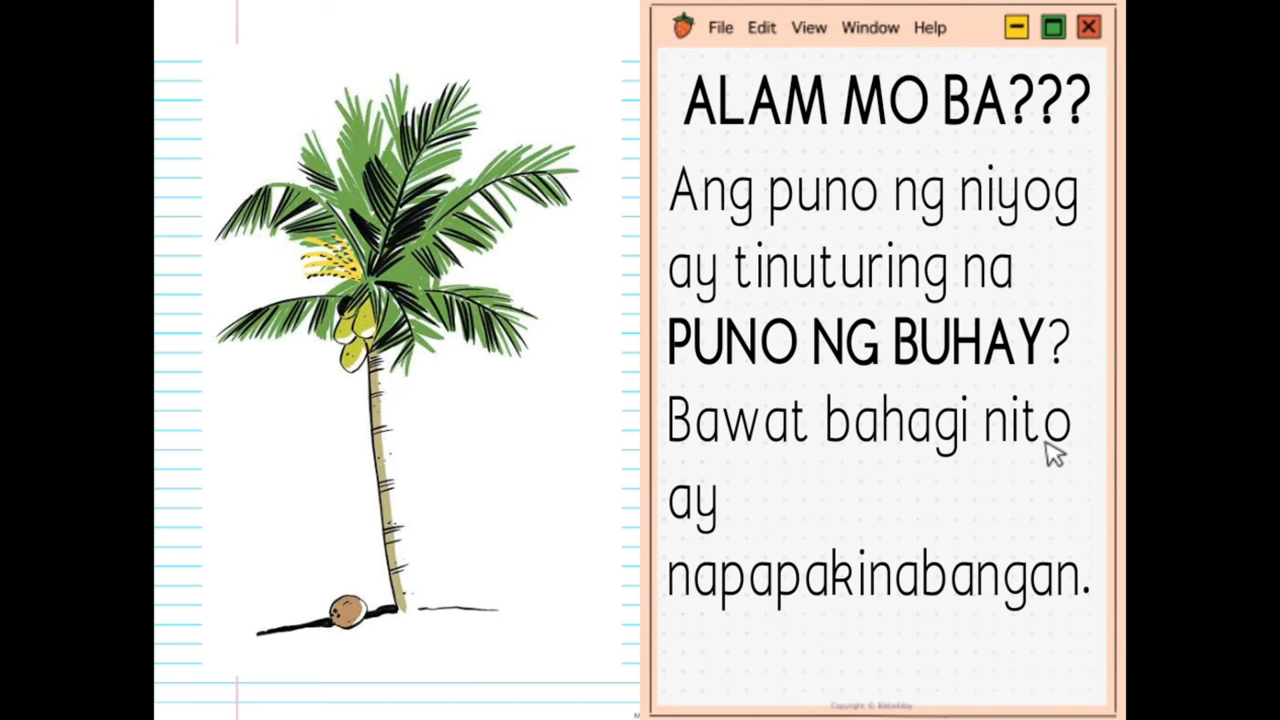 File Edit View Window Help
ALAM MO BA???
Ang puno ng niyog
ay tinuturing na
PUNO NG BUHAY?
Bawat bahagi nito
ay
napapakinabangan.